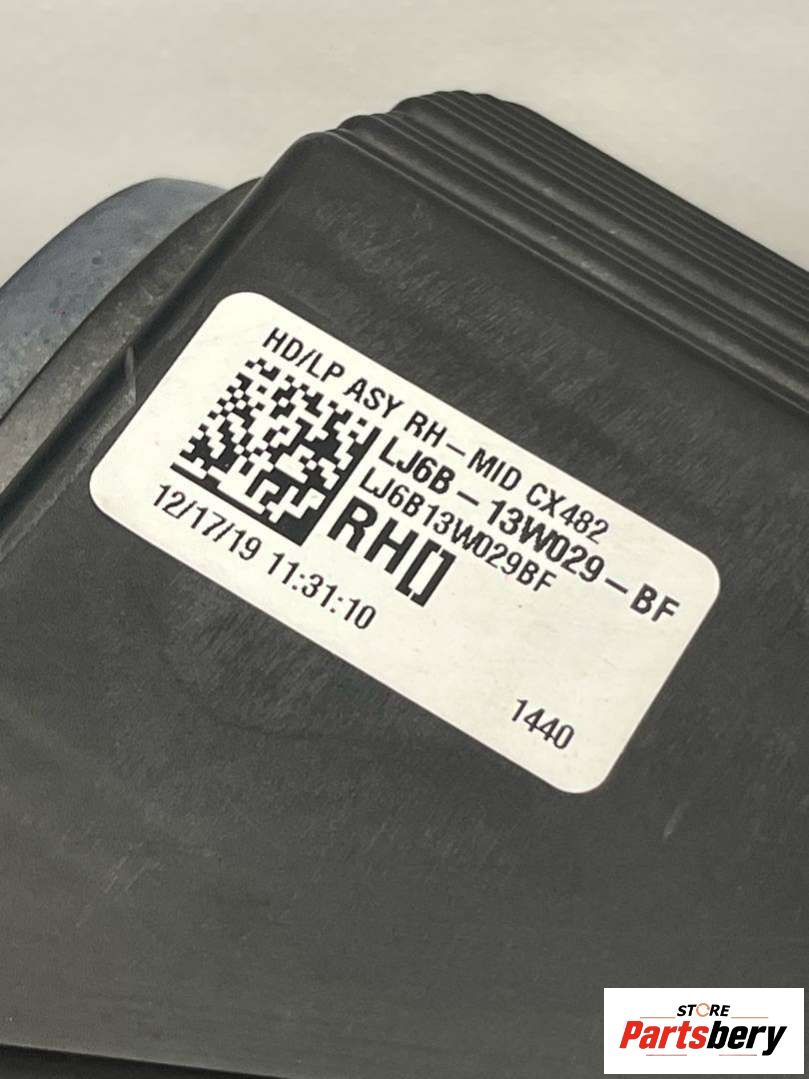 HD/LP ASY RH-MID CX482
LJ6B-13W029-BF
LJ6B13W029BF
RH[]
12/17/19 11:31:10
1440
STORE
Partsbery